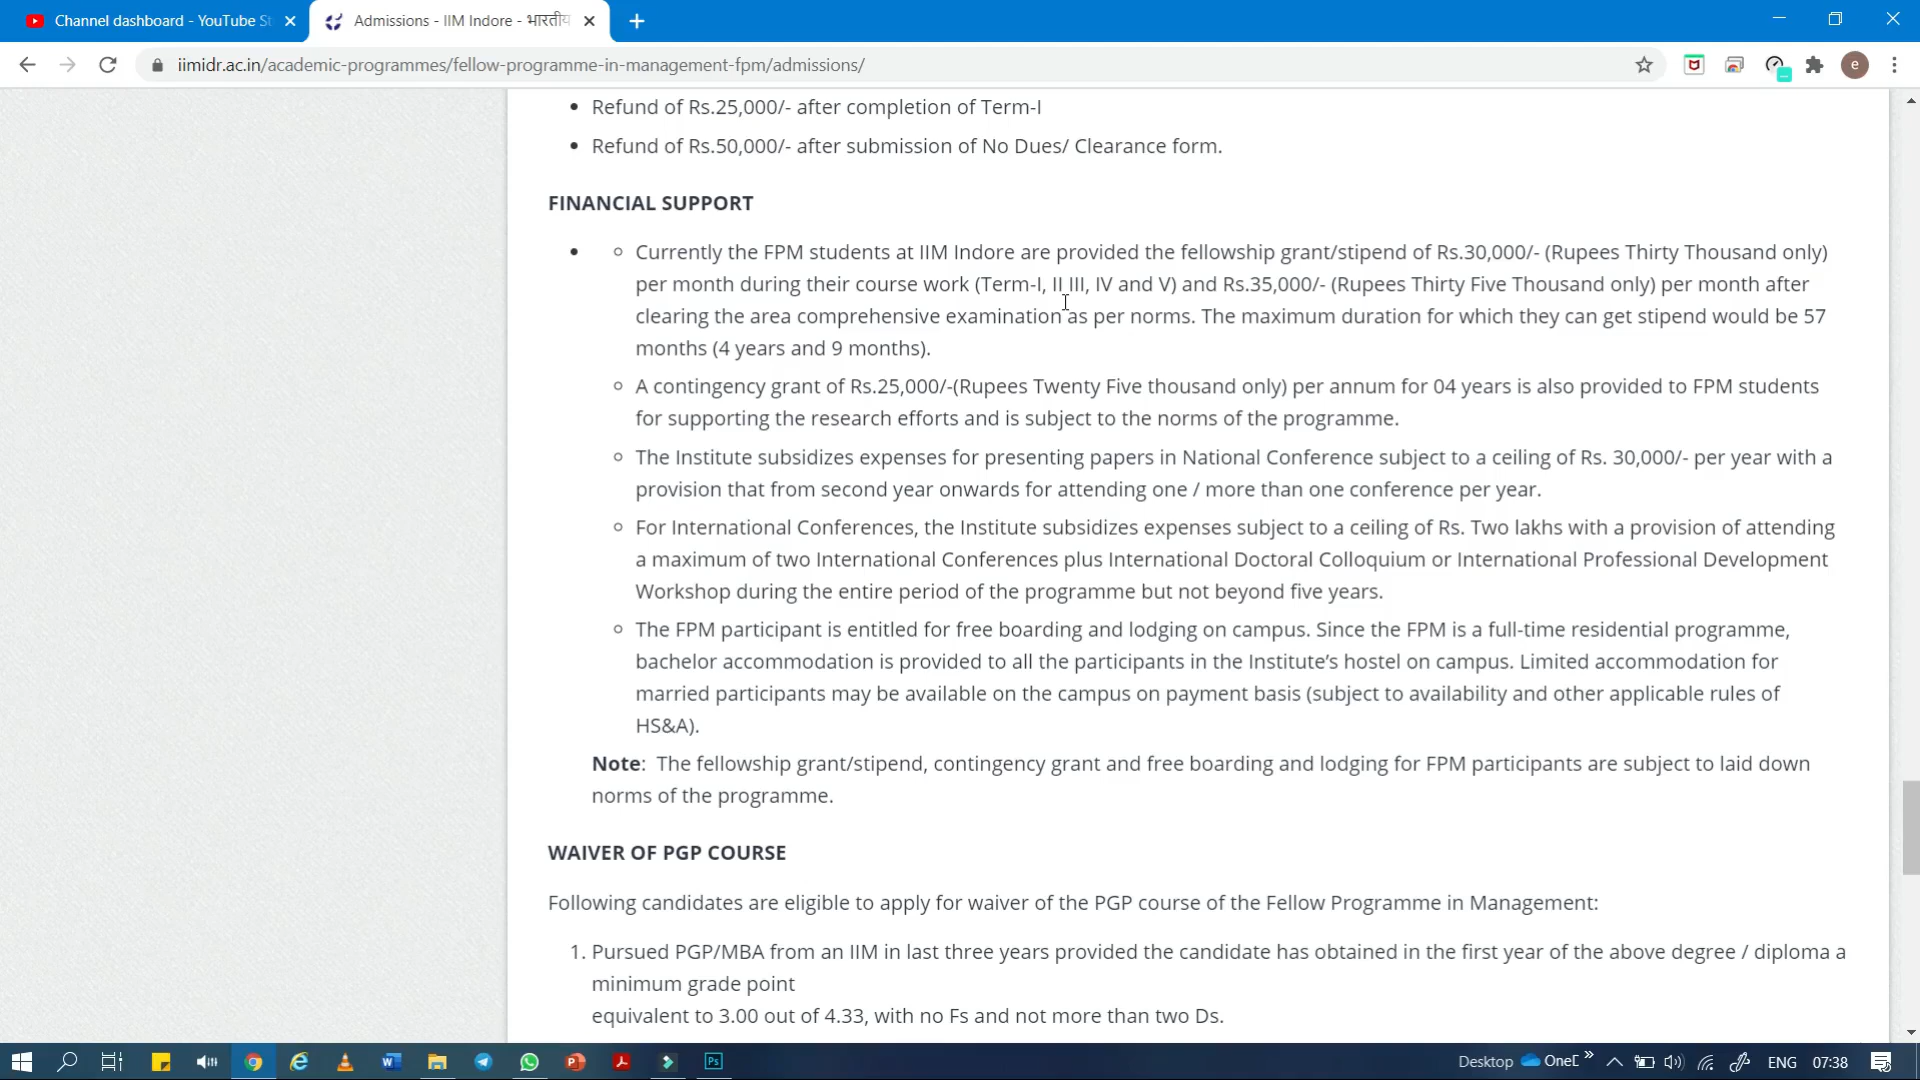 Channel dashboard - YouTube St
Admissions - IIM Indore - भारतीय
iimidr.ac.in/academic-programmes/fellow-programme-in-management-fpm/admissions/
e
Refund of Rs.25,000/- after completion of Term-I
Refund of Rs.50,000/- after submission of No Dues/ Clearance form.
FINANCIAL SUPPORT
Currently the FPM students at IIM Indore are provided the fellowship grant/stipend of Rs.30,000/- (Rupees Thirty Thousand only)
per month during their course work (Term-I, II III, IV and V) and Rs.35,000/- (Rupees Thirty Five Thousand only) per month after
clearing the area comprehensive examination as per norms. The maximum duration for which they can get stipend would be 57
months (4 years and 9 months).
A contingency grant of Rs.25,000/-(Rupees Twenty Five thousand only) per annum for 04 years is also provided to FPM students
for supporting the research efforts and is subject to the norms of the programme.
The Institute subsidizes expenses for presenting papers in National Conference subject to a ceiling of Rs. 30,000/- per year with a
provision that from second year onwards for attending one / more than one conference per year.
For International Conferences, the Institute subsidizes expenses subject to a ceiling of Rs. Two lakhs with a provision of attending
a maximum of two International Conferences plus International Doctoral Colloquium or International Professional Development
Workshop during the entire period of the programme but not beyond five years.
The FPM participant is entitled for free boarding and lodging on campus. Since the FPM is a full-time residential programme,
bachelor accommodation is provided to all the participants in the Institute's hostel on campus. Limited accommodation for
married participants may be available on the campus on payment basis (subject to availability and other applicable rules of
HS&A).
Note: The fellowship grant/stipend, contingency grant and free boarding and lodging for FPM participants are subject to laid down
norms of the programme.
WAIVER OF PGP COURSE
Following candidates are eligible to apply for waiver of the PGP course of the Fellow Programme in Management:
1. Pursued PGP/MBA from an IIM in last three years provided the candidate has obtained in the first year of the above degree / diploma a
minimum grade point
equivalent to 3.00 out of 4.33, with no Fs and not more than two Ds.
Desktop OneD » ENG 07:38